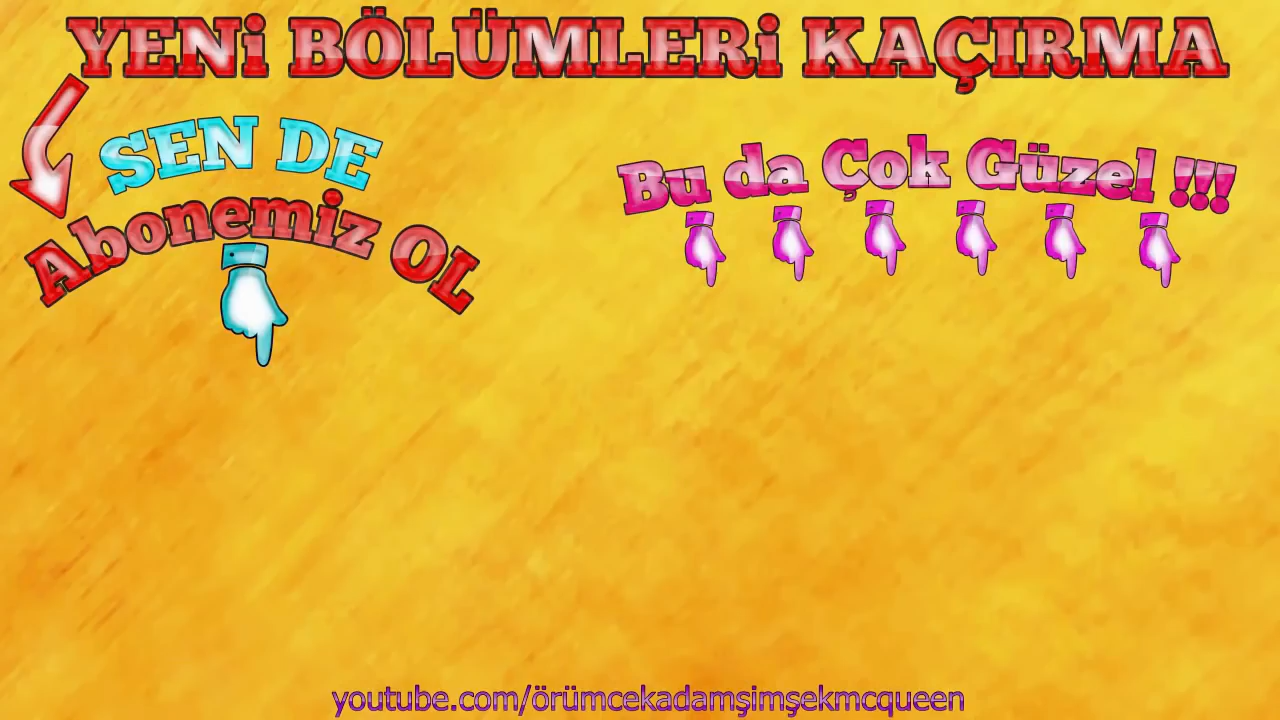 YENİ BÖLÜMLERİ KAÇIRMA
SEN DE
Abonemiz OL
Bu da Çok Güzel !!!
youtube.com/örümcekadamşimşekmcqueen